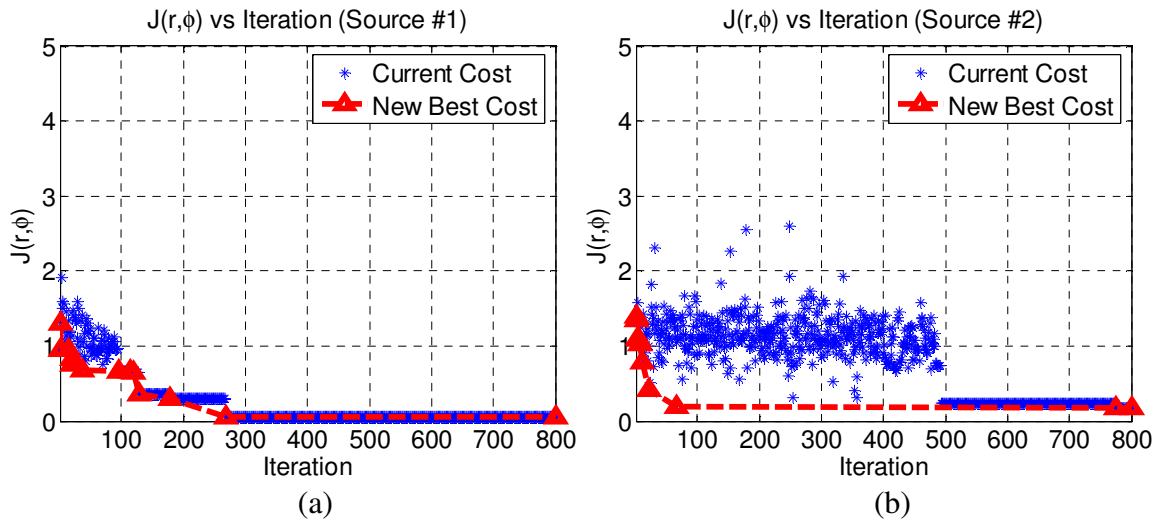 J(r,ϕ) vs Iteration (Source #1)
5
4
3
2
1
0
J(r,ϕ)
100 200 300 400 500 600 700 800
Iteration
Current Cost
New Best Cost
(a)
J(r,ϕ) vs Iteration (Source #2)
5
4
3
2
1
0
J(r,ϕ)
100 200 300 400 500 600 700 800
Iteration
Current Cost
New Best Cost
(b)